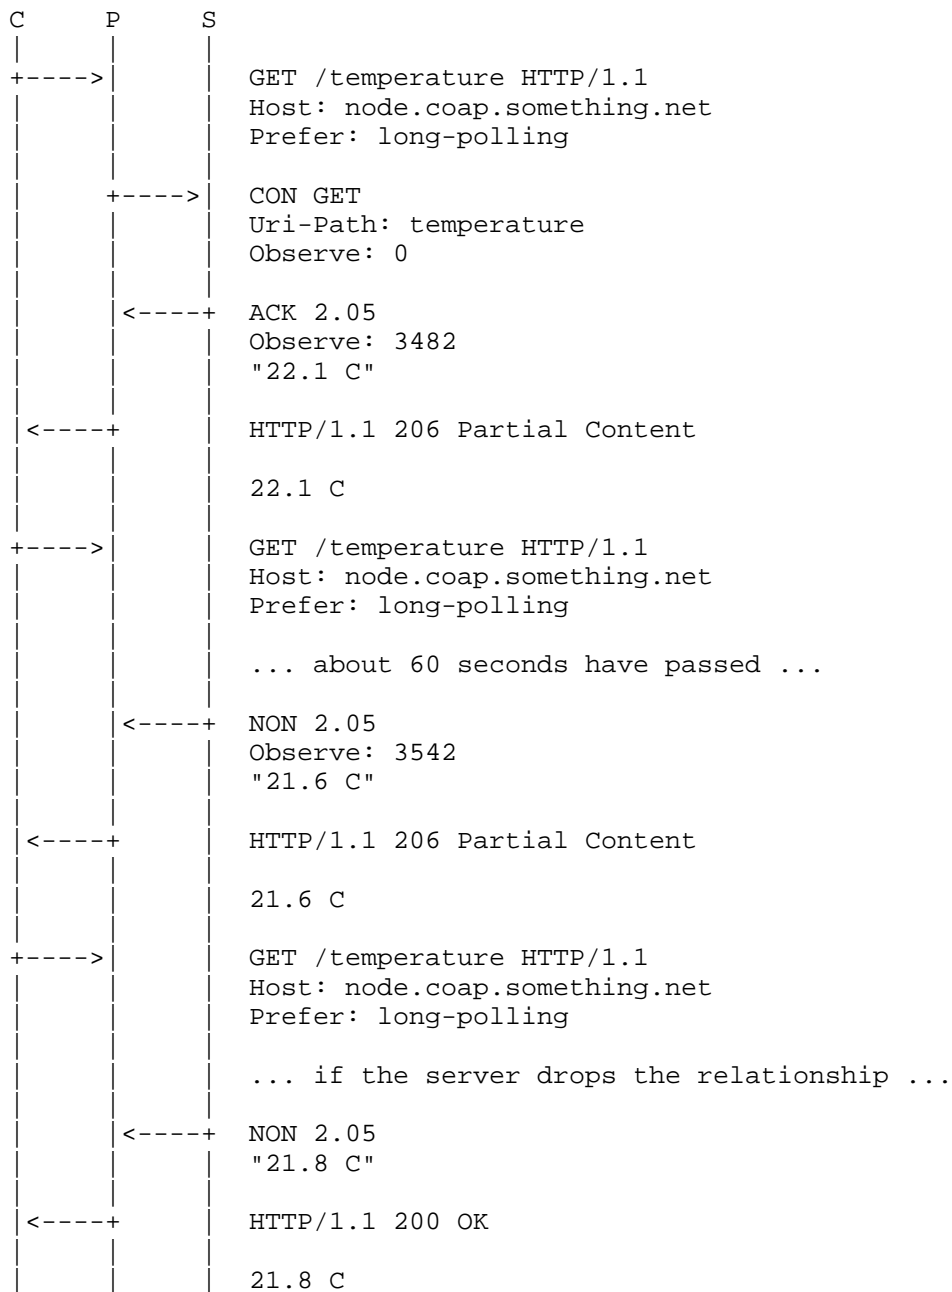 C P S
GET /temperature HTTP/1.1
Host: node.coap.something.net
Prefer: long-polling
CON GET
Uri-Path: temperature
Observe: 0
ACK 2.05
Observe: 3482
"22.1 C"
HTTP/1.1 206 Partial Content
22.1 C
GET /temperature HTTP/1.1
Host: node.coap.something.net
Prefer: long-polling
... about 60 seconds have passed ...
NON 2.05
Observe: 3542
"21.6 C"
HTTP/1.1 206 Partial Content
21.6 C
GET /temperature HTTP/1.1
Host: node.coap.something.net
Prefer: long-polling
... if the server drops the relationship ...
NON 2.05
"21.8 C"
HTTP/1.1 200 OK
21.8 C